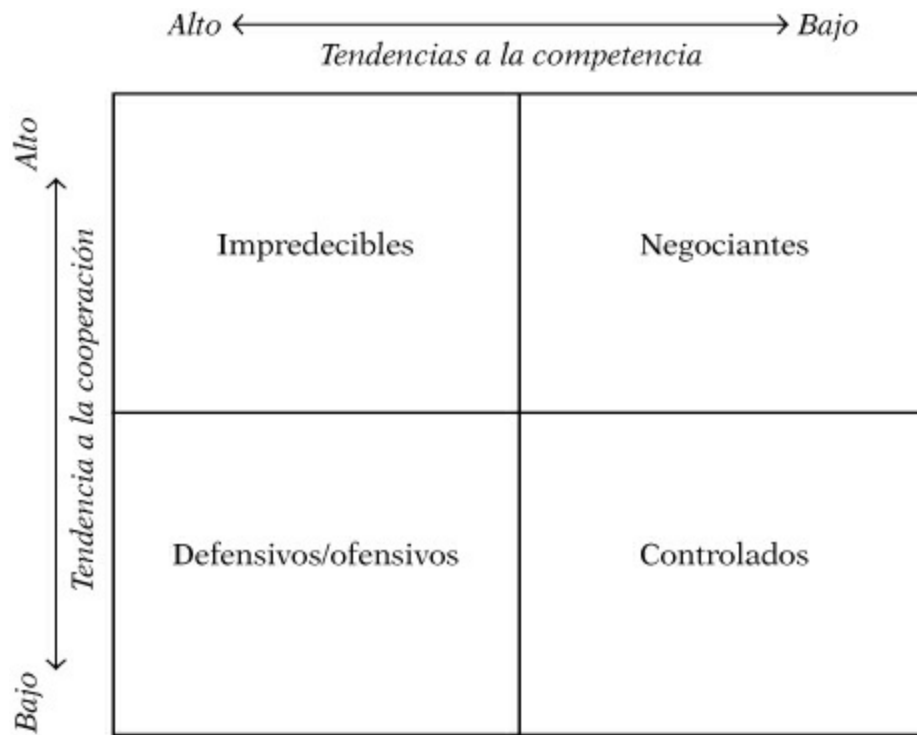 Alto Bajo
Tendencias a la competencia
Alto
Tendencia a la cooperación
Bajo
Impredecibles Negociantes
Defensivos/ofensivos Controlados